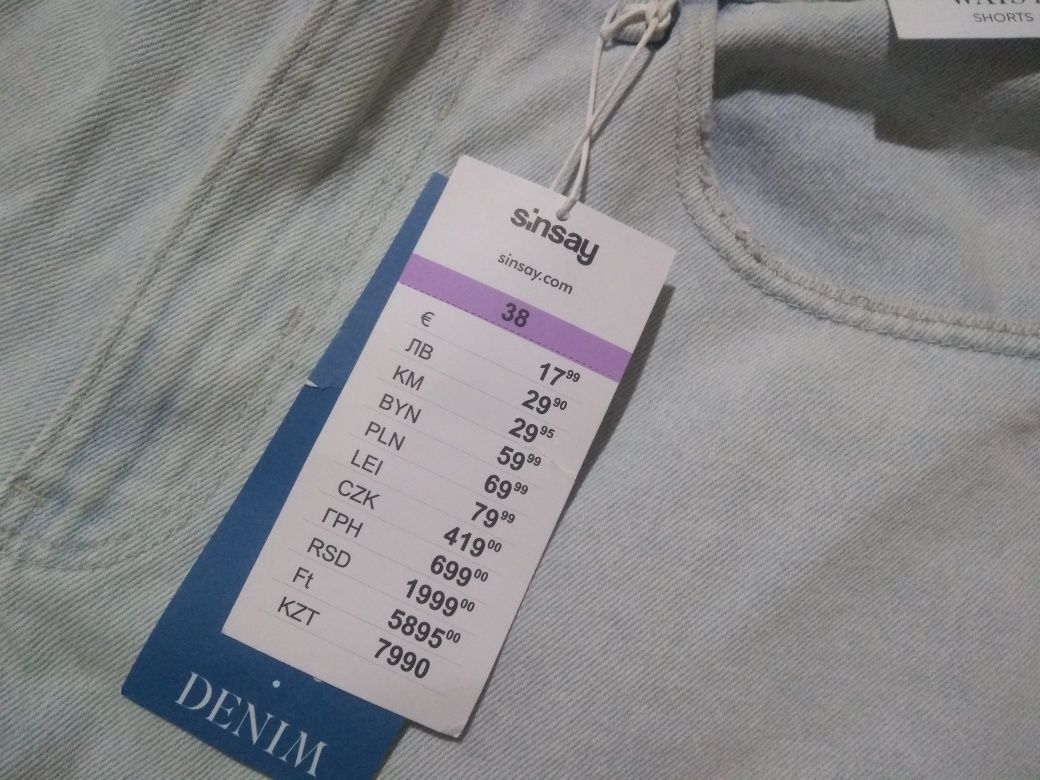 SHORTS
sinsay
sinsay.com
38
€ 17⁹⁹
ЛВ 29⁹⁰
KM 29⁹⁵
BYN 59⁹⁹
PLN 69⁹⁹
LEI 79⁹⁹
CZK 419⁰⁰
ГРН 699⁰⁰
RSD 1999⁰⁰
Ft 5895⁰⁰
KZT 7990
DENIM